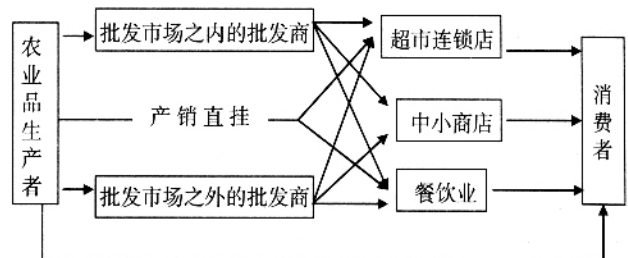 农业品生产者
批发市场之内的批发商
产销直挂
批发市场之外的批发商
超市连锁店
中小商店
餐饮业
消费者